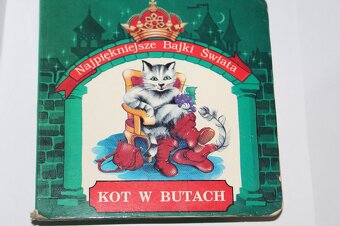 Najpiękniejsze Bajki Świata
KOT W BUTACH